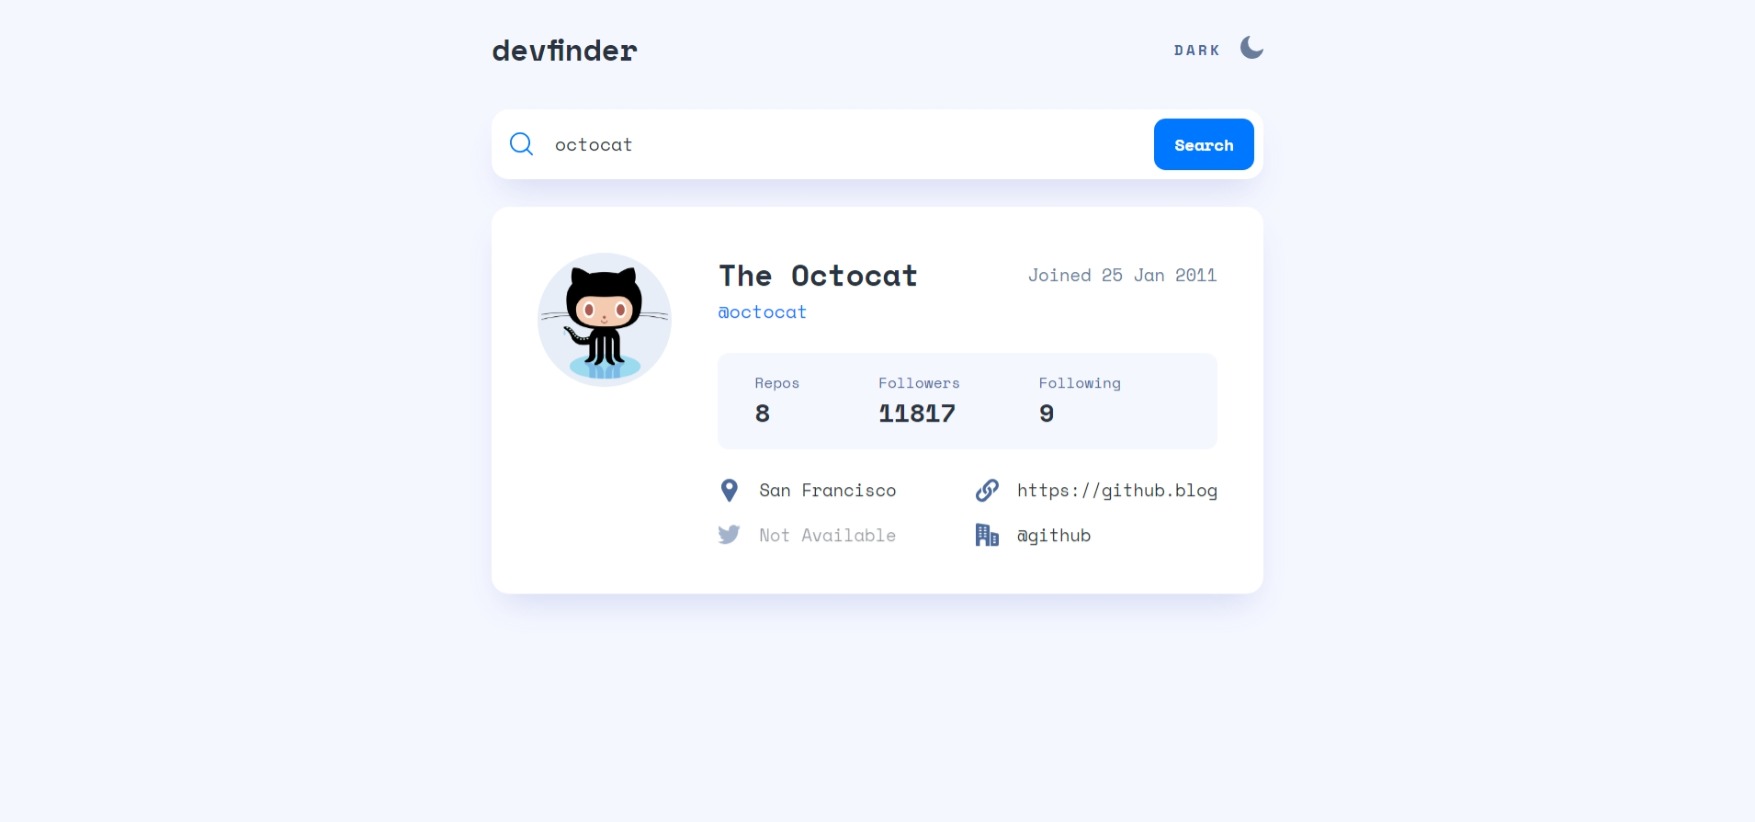 devfinder
DARK
octocat
Search
The Octocat
Joined 25 Jan 2011
@octocat
Repos
Followers
Following
8
11817
9
San Francisco
https://github.blog
Not Available
@github